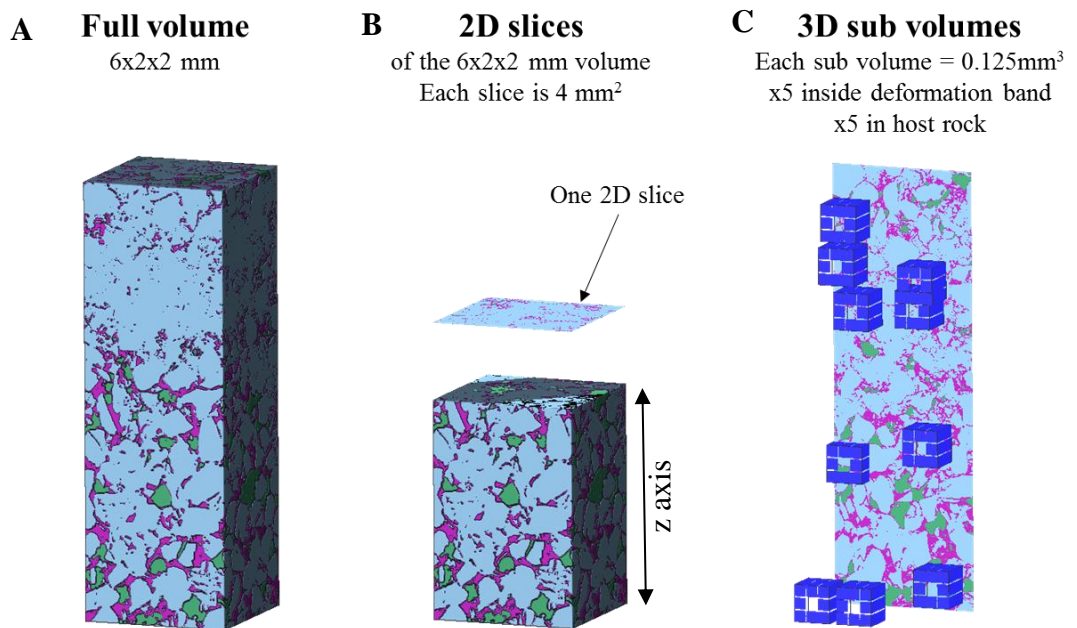 A
Full volume
6x2x2 mm
B
2D slices
of the 6x2x2 mm volume
Each slice is 4 mm²
One 2D slice
z axis
C
3D sub volumes
Each sub volume = 0.125mm³
x5 inside deformation band
x5 in host rock